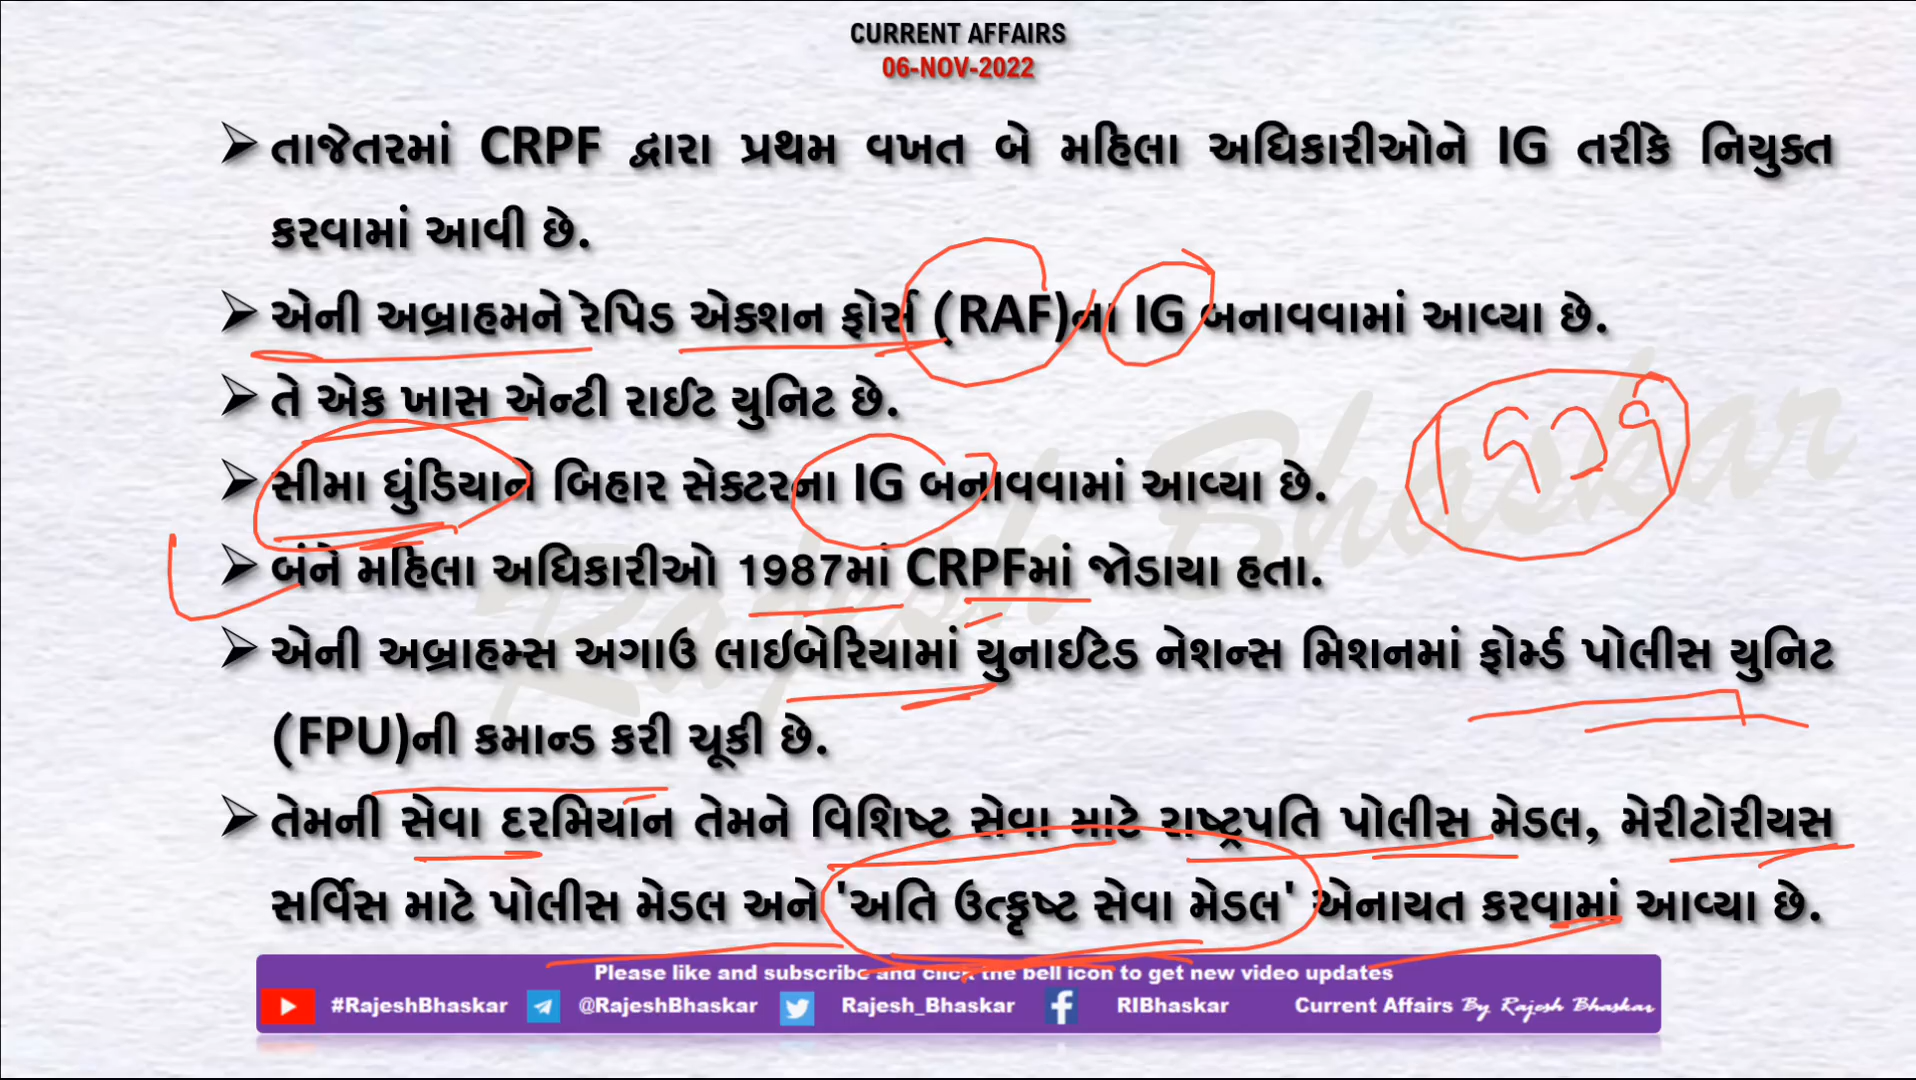 CURRENT AFFAIRS
06-NOV-2022
➢ તાજેતરમાં CRPF દ્વારા પ્રથમ વખત બે મહિલા અધિકારીઓને IG તરીકે નિયુક્ત
કરવામાં આવી છે.
➢ એની અબ્રાહમને રેપિડ એક્શન ફોર્સ (RAF)ના IG બનાવવામાં આવ્યા છે.
➢ તે એક ખાસ એન્ટી રાઈટ યુનિટ છે.
➢ સીમા ધુંડિયાને બિહાર સેક્ટરના IG બનાવવામાં આવ્યા છે.
➢ બંને મહિલા અધિકારીઓ 1987માં CRPFમાં જોડાયા હતા.
➢ એની અબ્રાહમ્સ અગાઉ લાઇબેરિયામાં યુનાઈટેડ નેશન્સ મિશનમાં ફોર્મ્ડ પોલીસ યુનિટ
(FPU)ની કમાન્ડ કરી ચૂકી છે.
➢ તેમની સેવા દરમિયાન તેમને વિશિષ્ટ સેવા માટે રાષ્ટ્રપતિ પોલીસ મેડલ, મેરીટોરીયસ
સર્વિસ માટે પોલીસ મેડલ અને 'અતિ ઉત્કૃષ્ટ સેવા મેડલ' એનાયત કરવામાં આવ્યા છે.
Rajesh Bhaskar
Please like and subscribe and click the bell icon to get new video updates
#RajeshBhaskar @RajeshBhaskar Rajesh_Bhaskar RIBhaskar Current Affairs By Rajesh Bhaskar